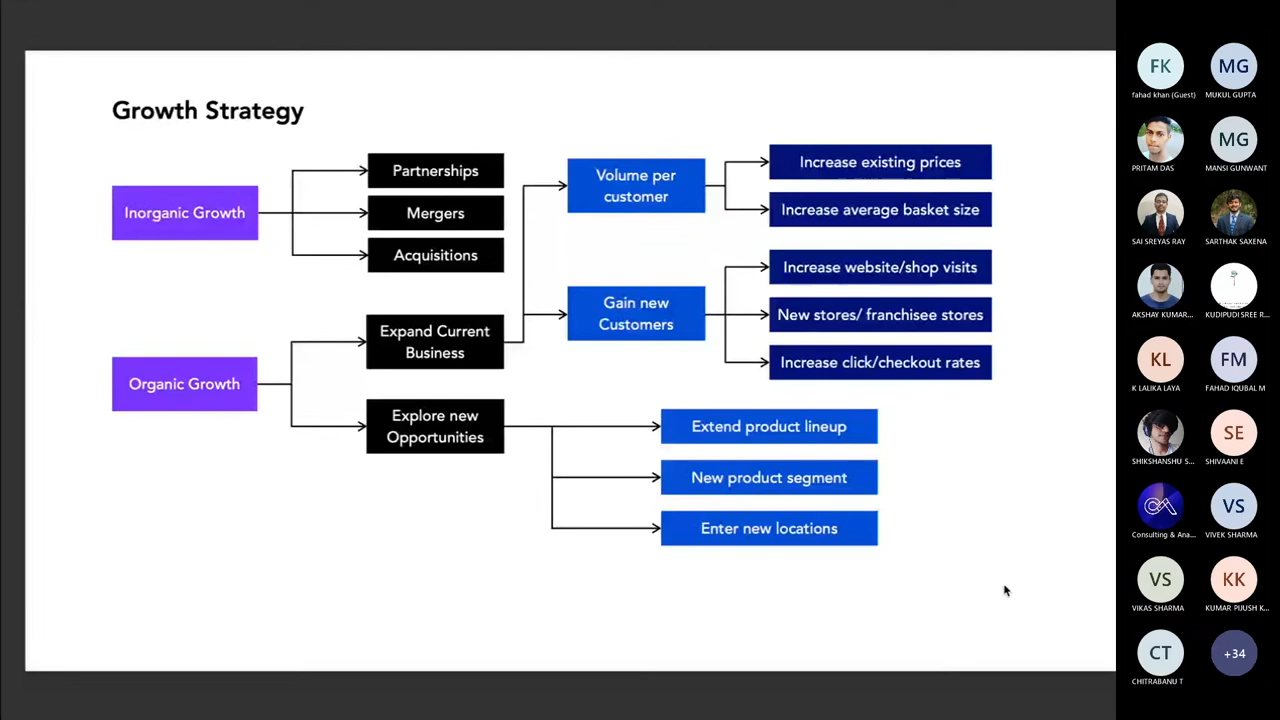 Growth Strategy
Inorganic Growth
Partnerships
Mergers
Acquisitions
Organic Growth
Expand Current
Business
Explore new
Opportunities
Volume per
customer
Gain new
Customers
Increase existing prices
Increase average basket size
Increase website/shop visits
New stores/ franchisee stores
Increase click/checkout rates
Extend product lineup
New product segment
Enter new locations
FK
MG
fahad khan (Guest)
MUKUL GUPTA
MG
PRITAM DAS
MANSI GUNWANT
SAI SREYAS RAY
SARTHAK SAXENA
AKSHAY KUMAR...
KUDIPUDI SREE R...
KL
FM
K LALIKA LAYA
FAHAD IQUBAL M
SE
SHIKSHANSHU S...
SHIVAANI E
CA
VS
Consulting & Ana...
VIVEK SHARMA
VS
KK
VIKAS SHARMA
KUMAR PIJUSH K...
CT
+34
CHITRABANU T